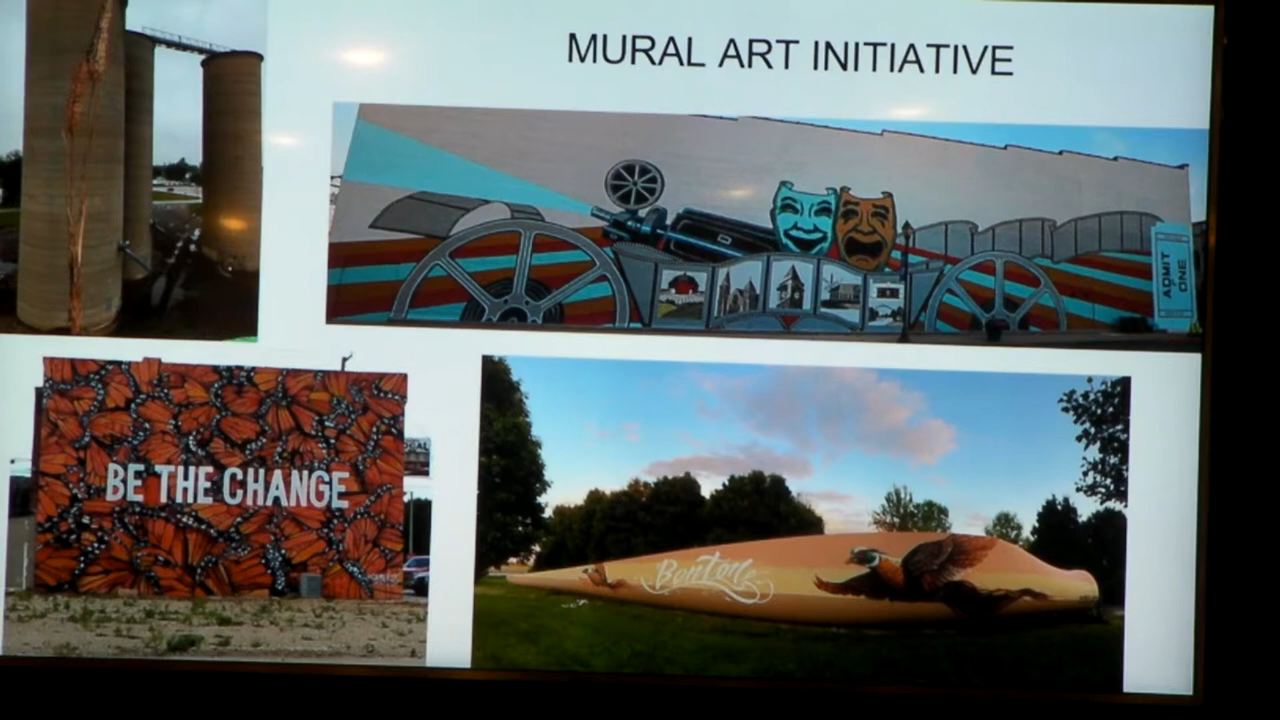 MURAL ART INITIATIVE
ADMIT
ONE
BE THE CHANGE
Benton